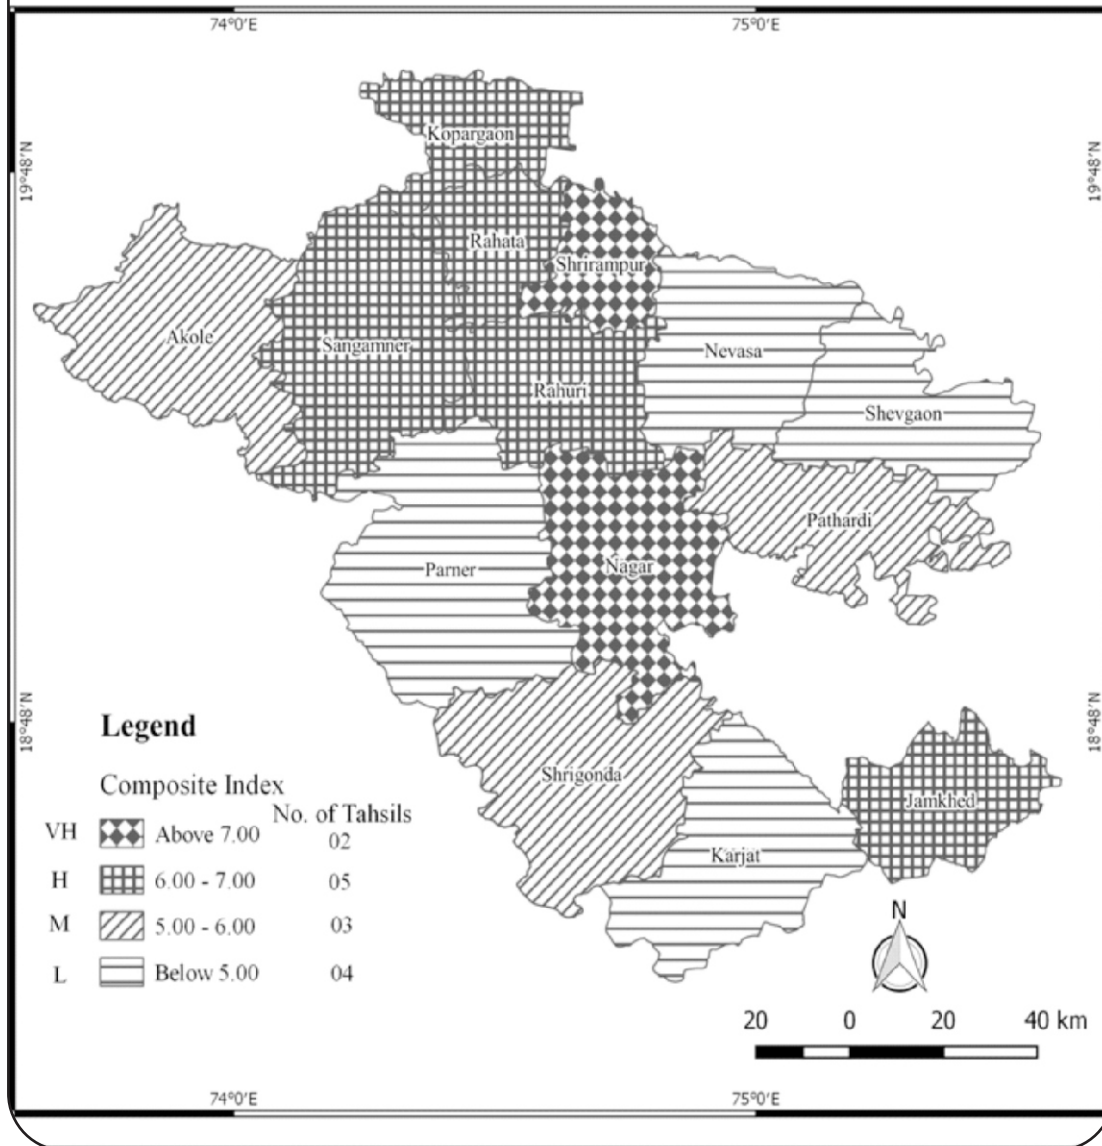 74°0'E 75°0'E
19°48'N 19°48'N
Kopargaon
Rahata
Shrirampur
Akole Sangamner Nevasa
Rahuri
Shevgaon
Pathardi
Parner Nagar
18°48'N 18°48'N
Legend
Shrigonda
Composite Index
No. of Tahsils
Jamkhed
VH Above 7.00 02
Karjat
H 6.00 - 7.00 05
M 5.00 - 6.00 03
N
L Below 5.00 04
20 0 20 40 km
74°0'E 75°0'E